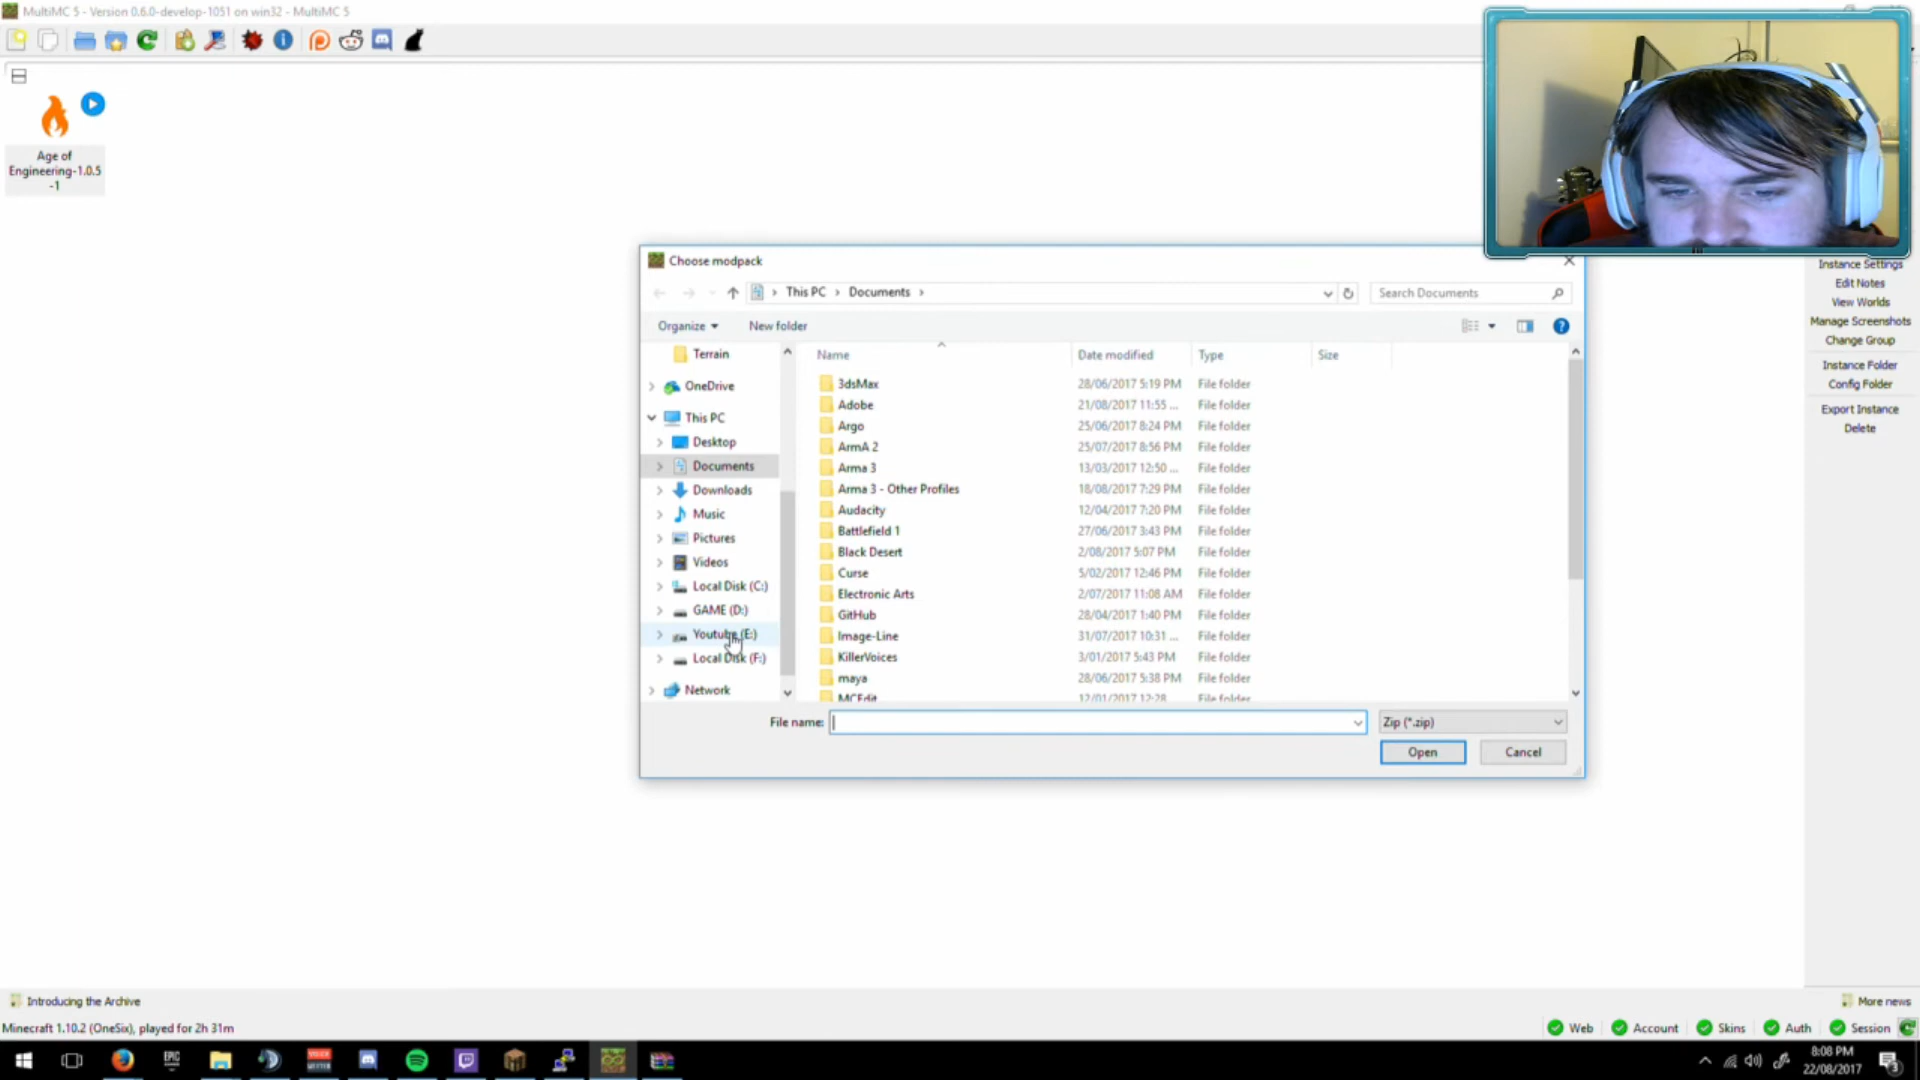 MultiMC 5 - Version 0.6.0-develop-1051 on win32 - MultiMC 5
Age of
Engineering-1.0.5
-1
Choose modpack
This PC
Documents
Search Documents
Organize
New folder
Name
Date modified
Type
Size
Terrain
OneDrive
This PC
Desktop
Documents
Downloads
Music
Pictures
Videos
Local Disk (C:)
GAME (D:)
Youtube (E:)
Local Disk (F:)
Network
3dsMax 28/06/2017 5:19 PM File folder
Adobe 21/08/2017 11:55 ... File folder
Argo 25/06/2017 8:24 PM File folder
ArmA 2 25/07/2017 8:56 PM File folder
Arma 3 13/03/2017 12:50 ... File folder
Arma 3 - Other Profiles 18/08/2017 7:29 PM File folder
Audacity 12/04/2017 7:20 PM File folder
Battlefield 1 27/06/2017 3:43 PM File folder
Black Desert 2/08/2017 5:07 PM File folder
Curse 5/02/2017 12:46 PM File folder
Electronic Arts 2/07/2017 11:08 AM File folder
GitHub 28/04/2017 1:40 PM File folder
Image-Line 31/07/2017 10:31 ... File folder
KillerVoices 3/01/2017 5:43 PM File folder
maya 28/06/2017 5:38 PM File folder
MCEdit 12/01/2017 12:28 File folder
File name:
Zip (*.zip)
Open
Cancel
Instance Settings
Edit Notes
View Worlds
Manage Screenshots
Change Group
Instance Folder
Config Folder
Export Instance
Delete
Introducing the Archive
More news
Minecraft 1.10.2 (OneSix), played for 2h 31m
Web
Account
Skins
Auth
Session
EPIC
8:08 PM
22/08/2017
3